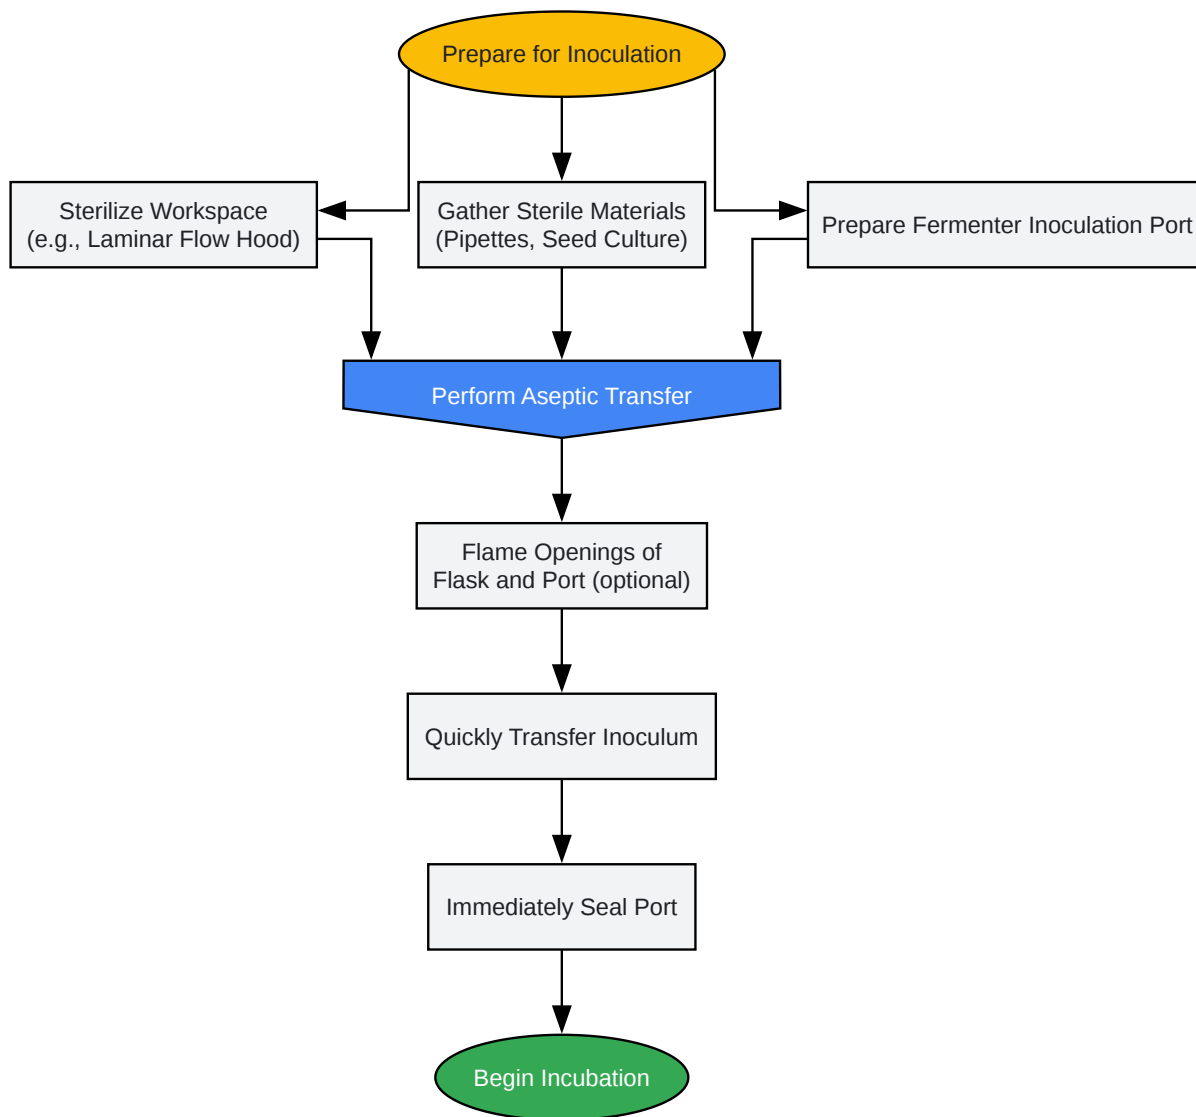 Prepare for Inoculation
Sterilize Workspace
(e.g., Laminar Flow Hood)
Gather Sterile Materials
(Pipettes, Seed Culture)
Prepare Fermenter Inoculation Port
Perform Aseptic Transfer
Flame Openings of
Flask and Port (optional)
Quickly Transfer Inoculum
Immediately Seal Port
Begin Incubation